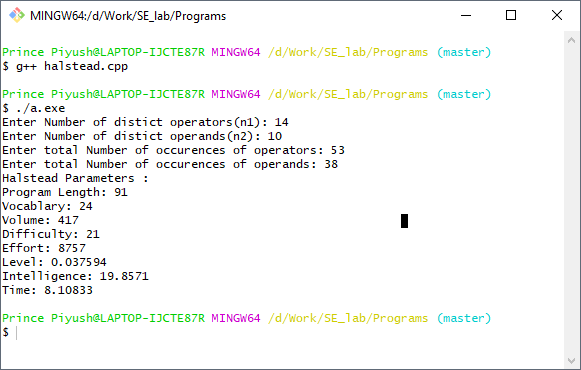 MINGW64:/d/Work/SE_lab/Programs
Prince Piyush@LAPTOP-IJCTE87R MINGW64 /d/Work/SE_lab/Programs (master)
$ g++ halstead.cpp
Prince Piyush@LAPTOP-IJCTE87R MINGW64 /d/Work/SE_lab/Programs (master)
$ ./a.exe
Enter Number of distict operators(n1): 14
Enter Number of distict operands(n2): 10
Enter total Number of occurences of operators: 53
Enter total Number of occurences of operands: 38
Halstead Parameters :
Program Length: 91
Vocablary: 24
Volume: 417
Difficulty: 21
Effort: 8757
Level: 0.037594
Intelligence: 19.8571
Time: 8.10833
Prince Piyush@LAPTOP-IJCTE87R MINGW64 /d/Work/SE_lab/Programs (master)
$